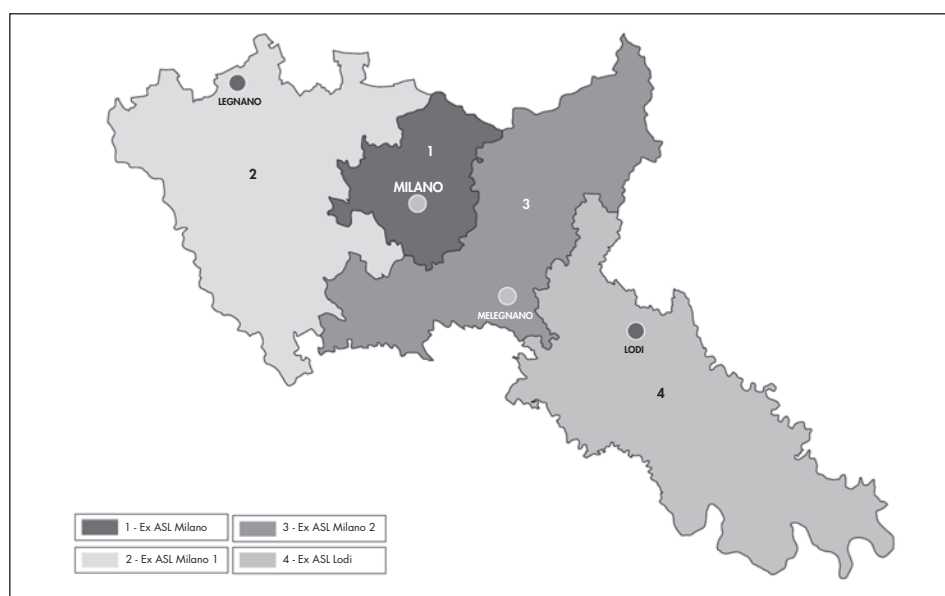 LEGNANO
1
2
MILANO
3
MELEGNANO
LODI
4
1 - Ex ASL Milano
3 - Ex ASL Milano 2
2 - Ex ASL Milano 1
4 - Ex ASL Lodi